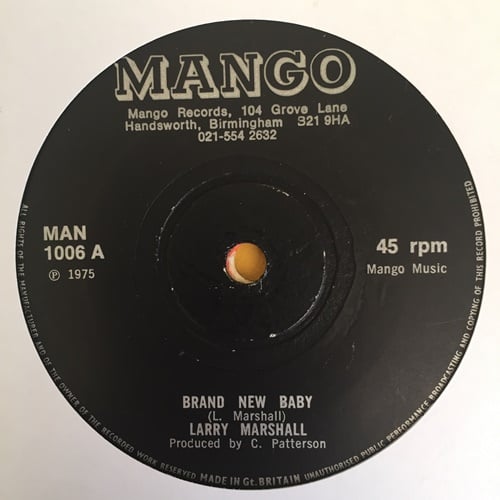 MANGO
Mango Records, 104 Grove Lane
Handsworth, Birmingham 321 9HA
021-554 2632
MAN
1006 A
℗ 1975
45 rpm
Mango Music
BRAND NEW BABY
(L. Marshall)
LARRY MARSHALL
Produced by C. Patterson
ALL RIGHTS OF THE MANUFACTURER AND OF THE OWNER OF THE RECORDED WORK RESERVED MADE IN Gt. BRITAIN UNAUTHORISED PUBLIC PERFORMANCE BROADCASTING AND COPYING OF THIS RECORD PROHIBITED